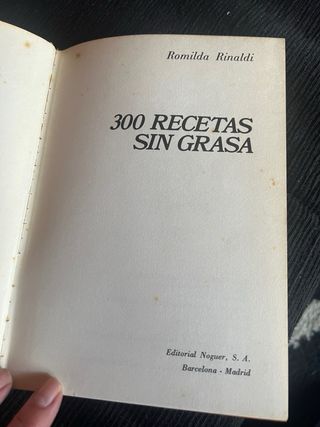 Romilda Rinaldi
300 RECETAS
SIN GRASA
Editorial Noguer, S. A.
Barcelona - Madrid